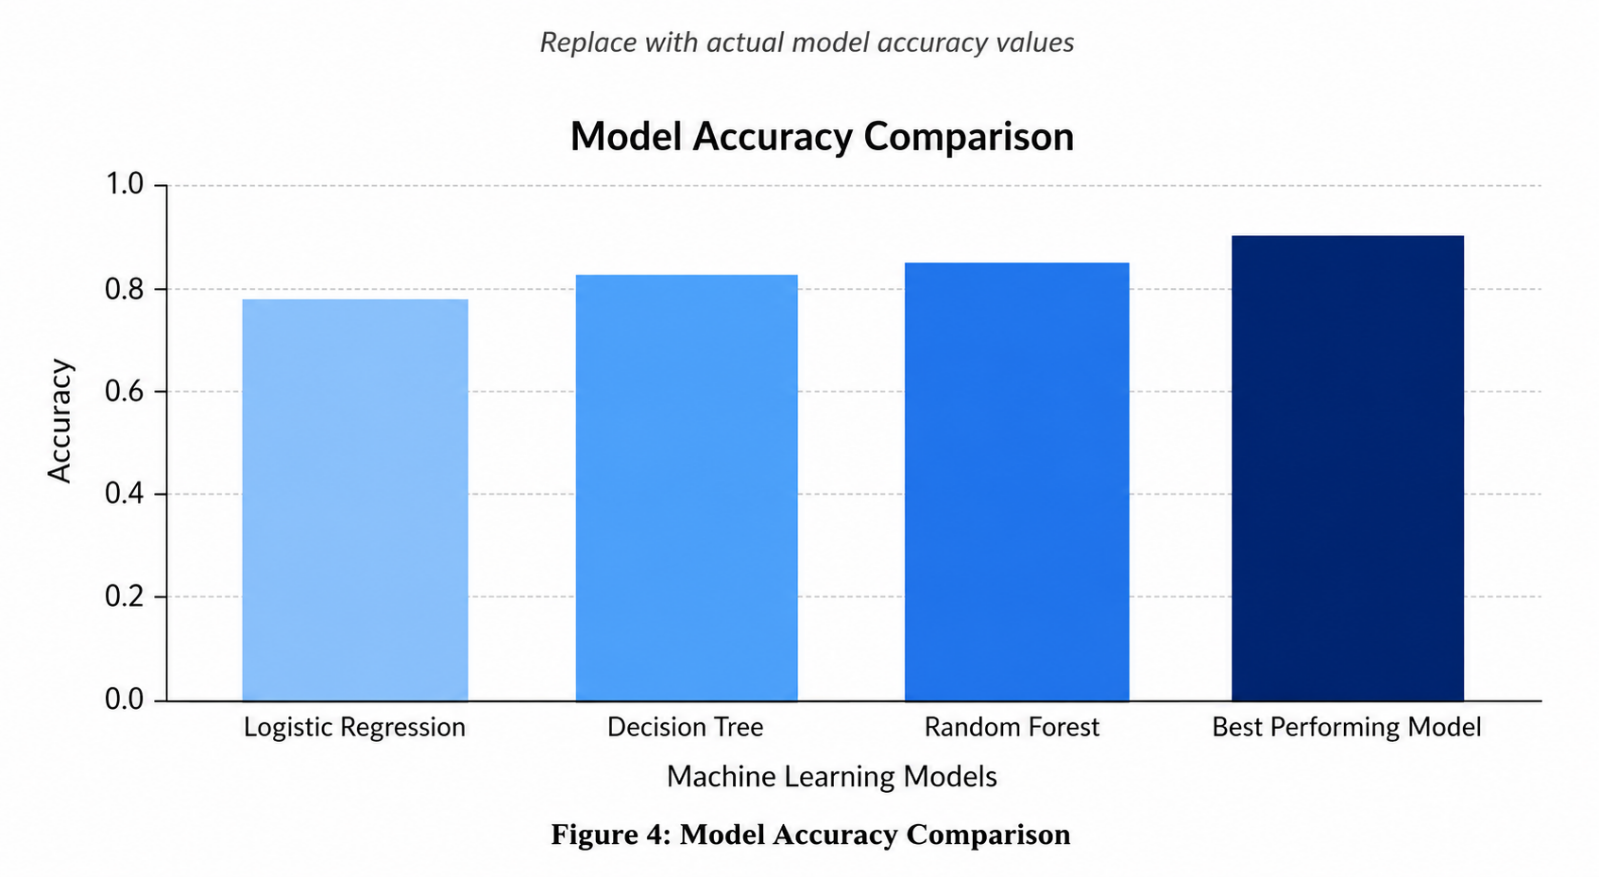 Replace with actual model accuracy values
Model Accuracy Comparison
1.0
0.8
0.6
0.4
0.2
0.0
Accuracy
Logistic Regression
Decision Tree
Random Forest
Best Performing Model
Machine Learning Models
Figure 4: Model Accuracy Comparison